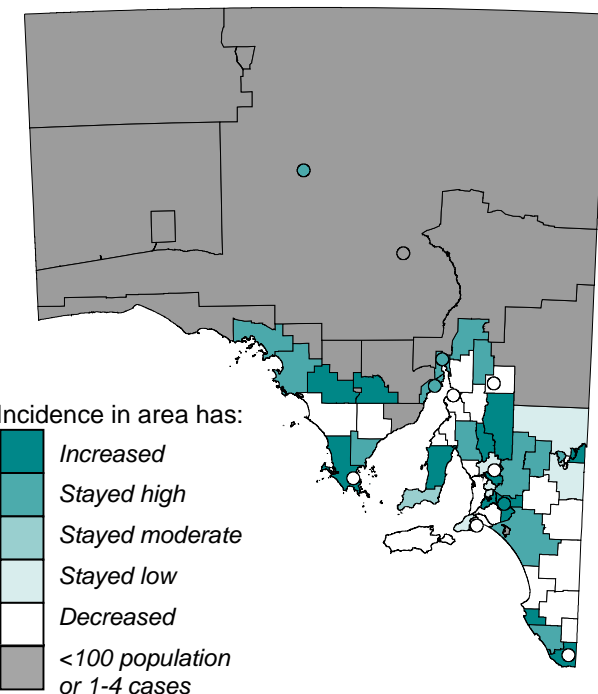 Incidence in area has:
Increased
Stayed high
Stayed moderate
Stayed low
Decreased
<100 population
or 1-4 cases